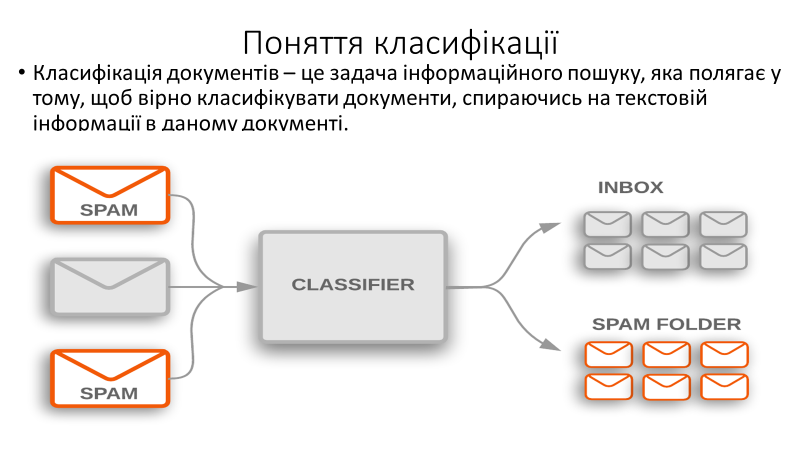 Поняття класифікації
• Класифікація документів – це задача інформаційного пошуку, яка полягає у
тому, щоб вірно класифікувати документи, спираючись на текстовій
інформації в даному документі.
SPAM
SPAM
CLASSIFIER
INBOX
SPAM FOLDER